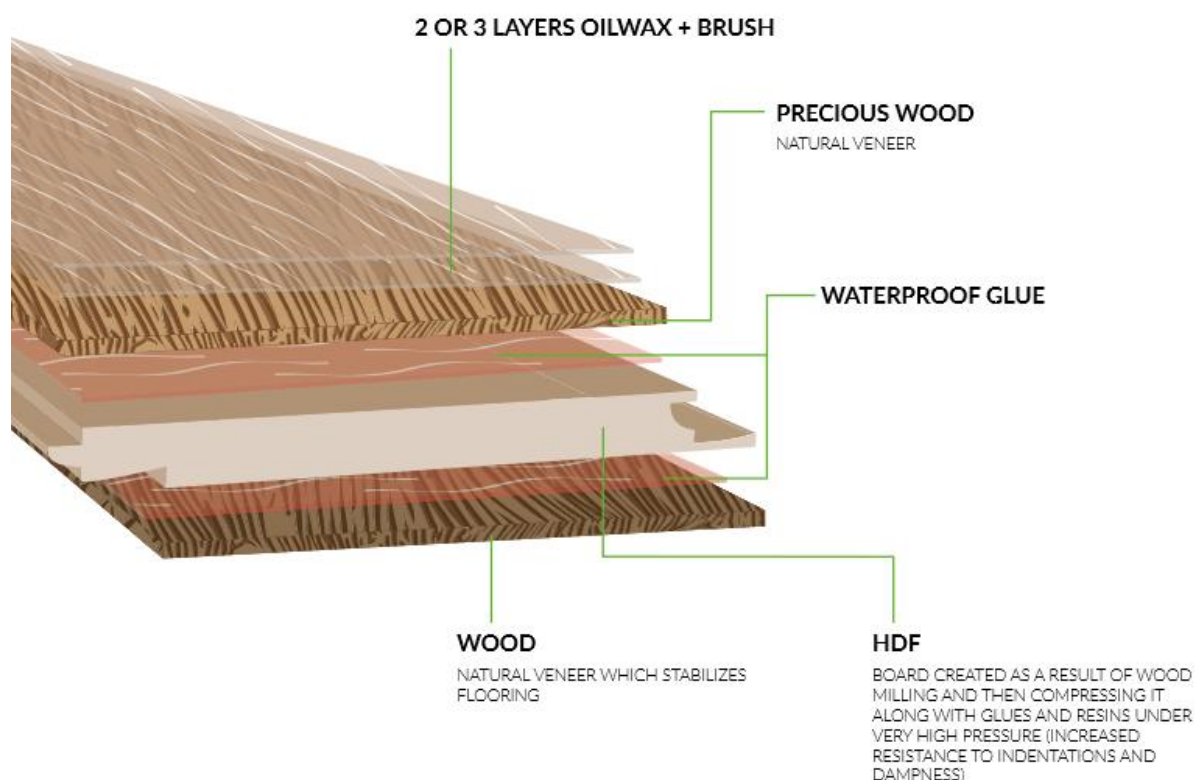 2 OR 3 LAYERS OILWAX + BRUSH
PRECIOUS WOOD
NATURAL VENEER
WATERPROOF GLUE
WOOD
NATURAL VENEER WHICH STABILIZES
FLOORING
HDF
BOARD CREATED AS A RESULT OF WOOD
MILLING AND THEN COMPRESSING IT
ALONG WITH GLUES AND RESINS UNDER
VERY HIGH PRESSURE (INCREASED
RESISTANCE TO INDENTATIONS AND
DAMPNESS)